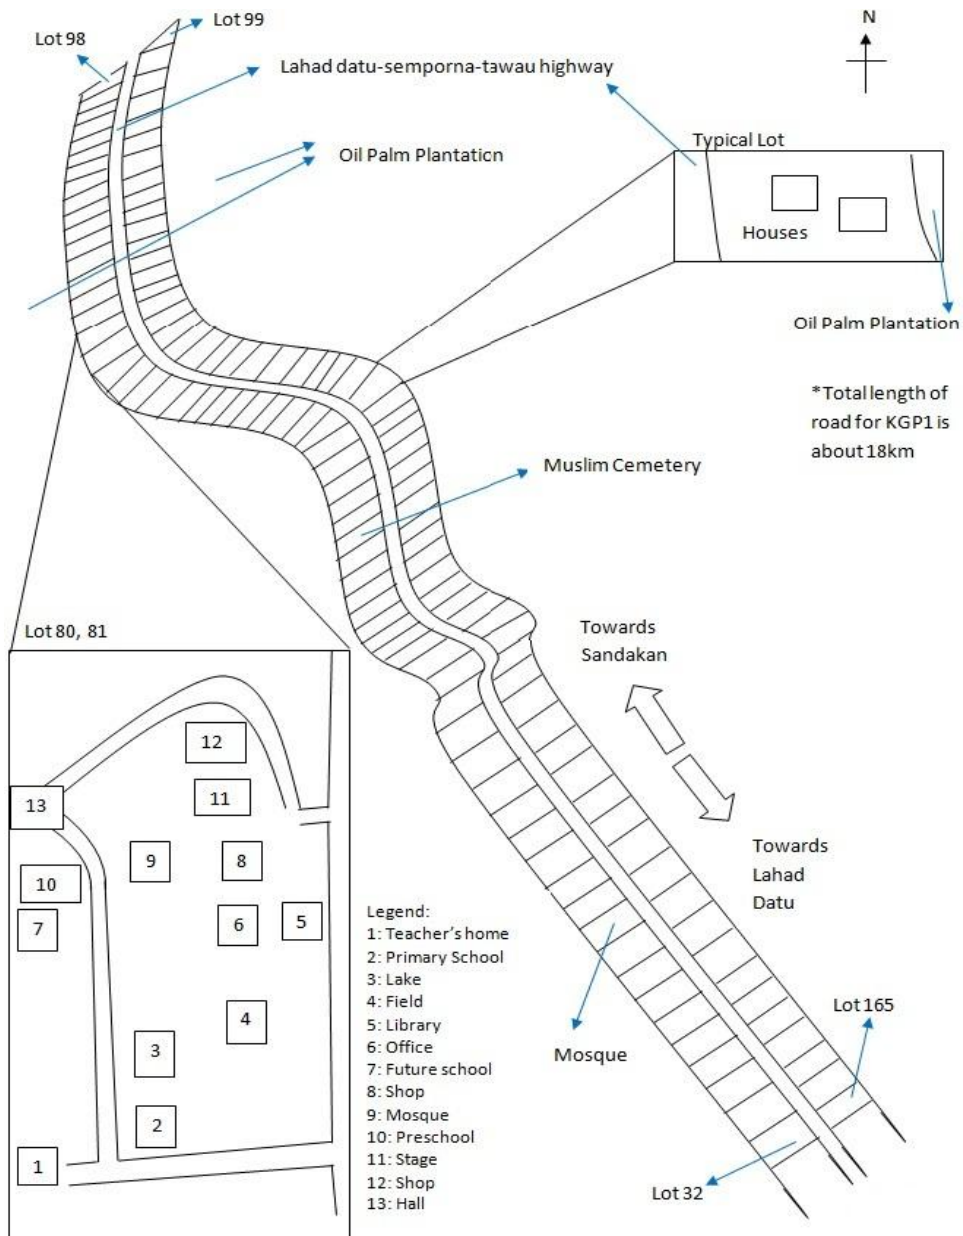 Lot 99
N
Lot 98
Lahad datu-semporna-tawau highway
Typical Lot
Oil Palm Plantation
Houses
Oil Palm Plantation
*Total length of
road for KGP1 is
about 18km
Muslim Cemetery
Lot 80, 81
Towards
Sandakan
12
11
13
9
8
10
7
6
5
4
3
2
1
Towards
Lahad
Datu
Legend:
1: Teacher's home
2: Primary School
3: Lake
4: Field
5: Library
6: Office
7: Future school
8: Shop
9: Mosque
10: Preschool
11: Stage
12: Shop
13: Hall
Lot 165
Mosque
Lot 32